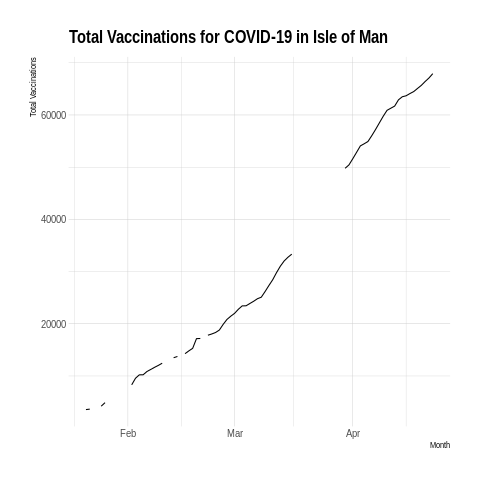 Total Vaccinations for COVID-19 in Isle of Man
Total Vaccinations
60000
40000
20000
Feb Mar Apr
Month